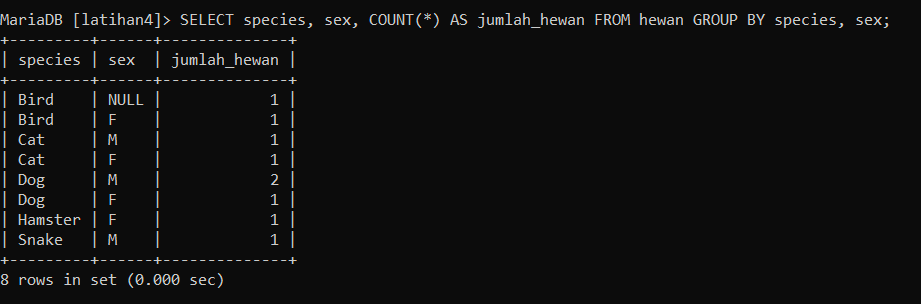 MariaDB [latihan4]> SELECT species, sex, COUNT(*) AS jumlah_hewan FROM hewan GROUP BY species, sex;
+---------+------+--------------+
| species | sex  | jumlah_hewan |
+---------+------+--------------+
| Bird    | NULL |            1 |
| Bird    | F    |            1 |
| Cat     | M    |            1 |
| Cat     | F    |            1 |
| Dog     | M    |            2 |
| Dog     | F    |            1 |
| Hamster | F    |            1 |
| Snake   | M    |            1 |
+---------+------+--------------+
8 rows in set (0.000 sec)